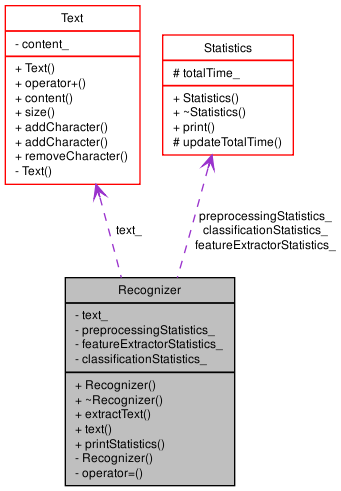 Text
- content_
+ Text()
+ operator+()
+ content()
+ size()
+ addCharacter()
+ addCharacter()
+ removeCharacter()
- Text()
Statistics
# totalTime_
+ Statistics()
+ ~Statistics()
+ print()
# updateTotalTime()
text_
preprocessingStatistics_
classificationStatistics_
featureExtractorStatistics_
Recognizer
- text_
- preprocessingStatistics_
- featureExtractorStatistics_
- classificationStatistics_
+ Recognizer()
+ ~Recognizer()
+ extractText()
+ text()
+ printStatistics()
- Recognizer()
- operator=()